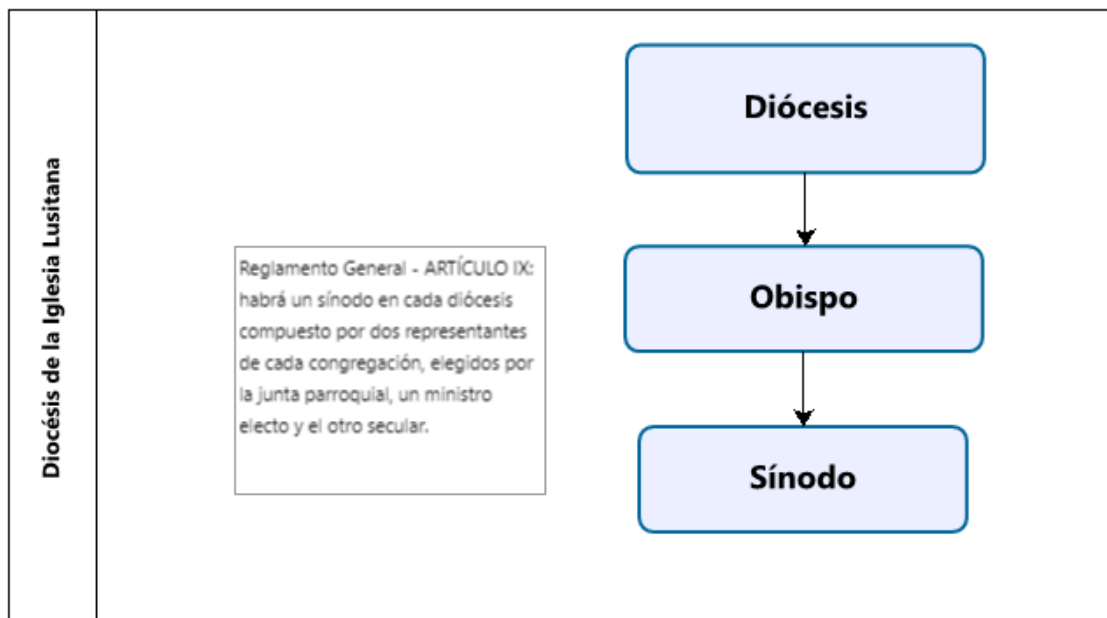 Diocésis de la Iglesia Lusitana
Reglamento General - ARTÍCULO IX:
habrá un sínodo en cada diócesis
compuesto por dos representantes
de cada congregación, elegidos por
la junta parroquial, un ministro
electo y el otro secular.
Diócesis
Obispo
Sínodo